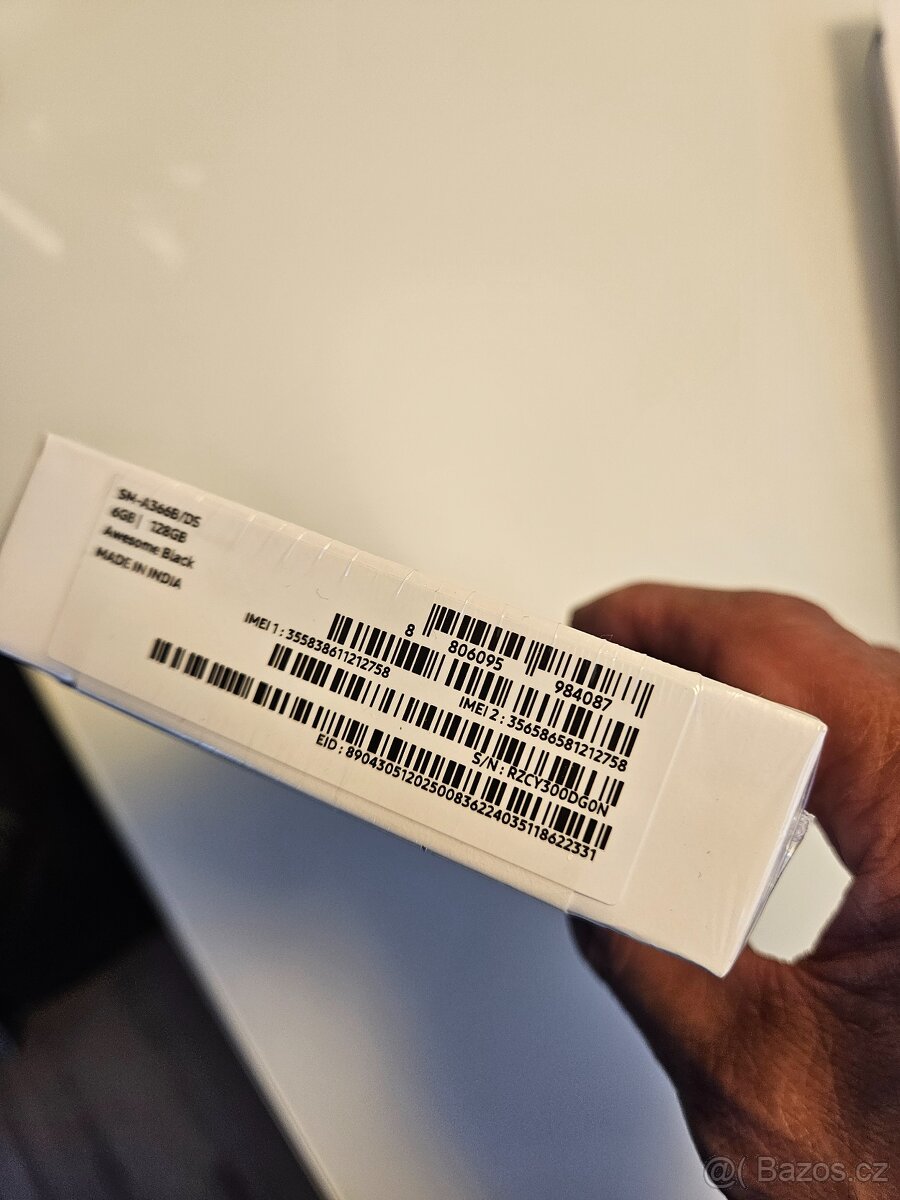 SM-A366B/DS
6GB | 128GB
Awesome Black
MADE IN INDIA
8 806095 984087
IMEI 1 : 355838611212758
IMEI 2 : 356586581212758
S/N : RZCY300DG0N
EID : 89043051202500836224035118622331
@( Bazos.cz